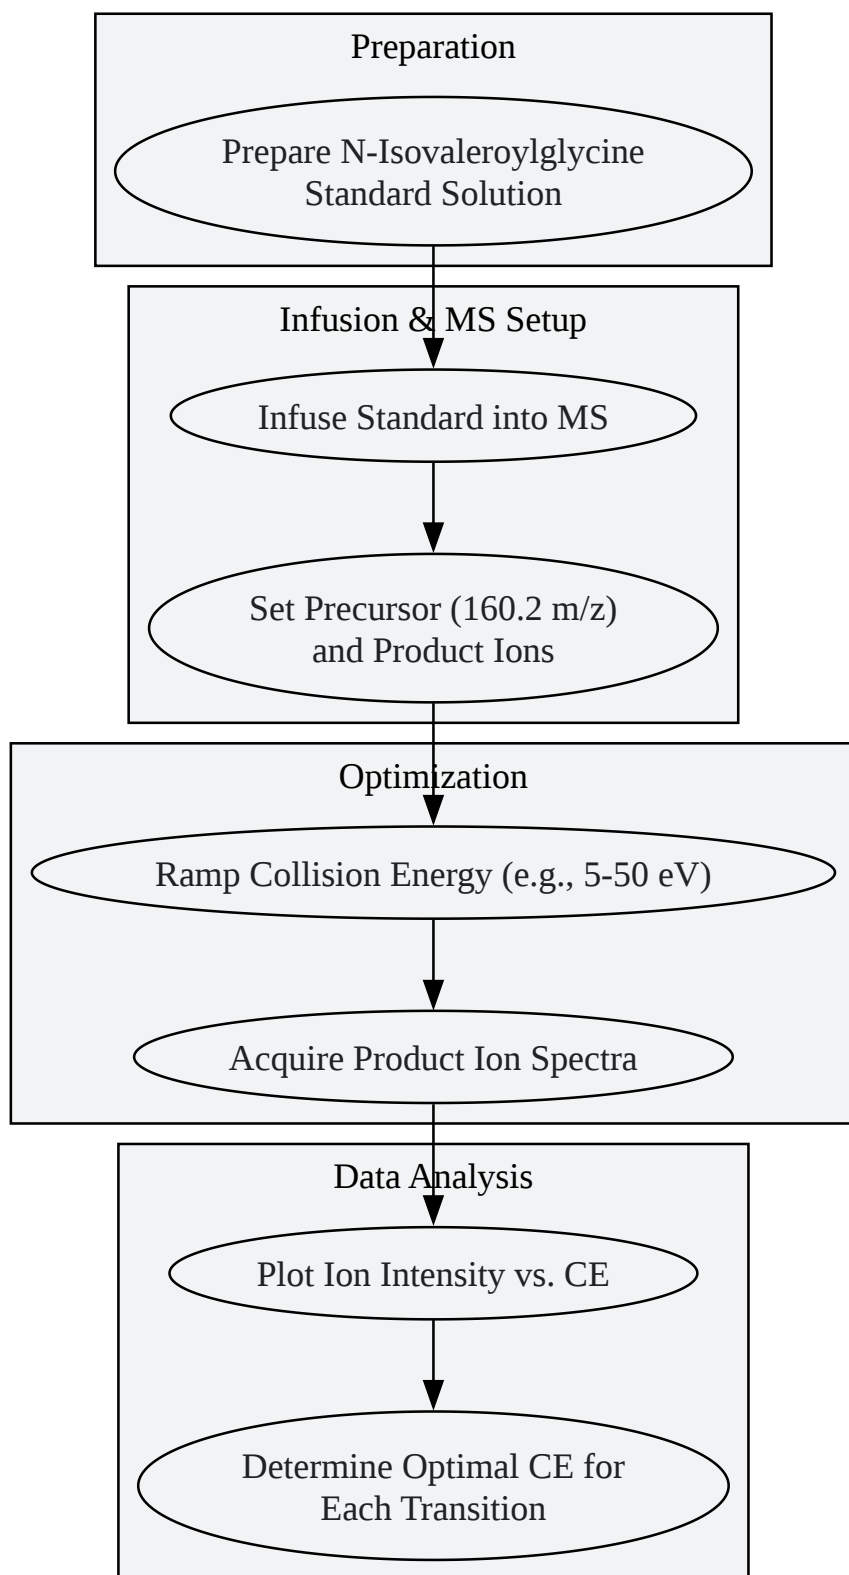 Preparation
Prepare N-Isovaleroylglycine
Standard Solution
Infusion & MS Setup
Infuse Standard into MS
Set Precursor (160.2 m/z)
and Product Ions
Optimization
Ramp Collision Energy (e.g., 5-50 eV)
Acquire Product Ion Spectra
Data Analysis
Plot Ion Intensity vs. CE
Determine Optimal CE for
Each Transition